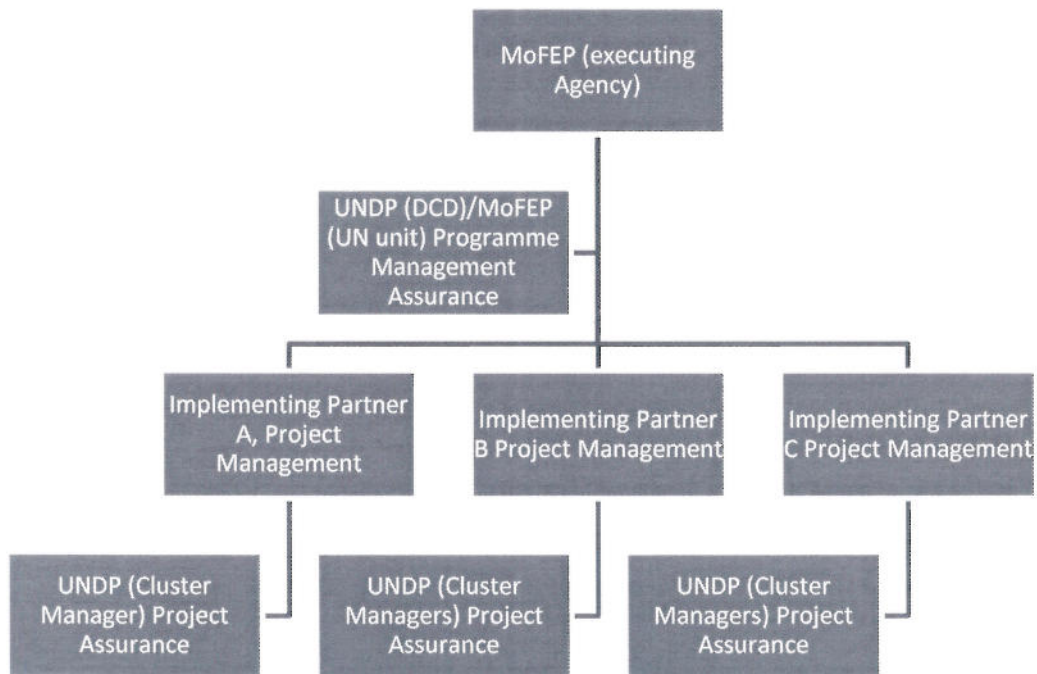 MoFEP (executing
Agency)
UNDP (DCD)/MoFEP
(UN unit) Programme
Management
Assurance
Implementing Partner
A, Project
Management
Implementing Partner
B Project Management
Implementing Partner
C Project Management
UNDP (Cluster
Manager) Project
Assurance
UNDP (Cluster
Managers) Project
Assurance
UNDP (Cluster
Managers) Project
Assurance